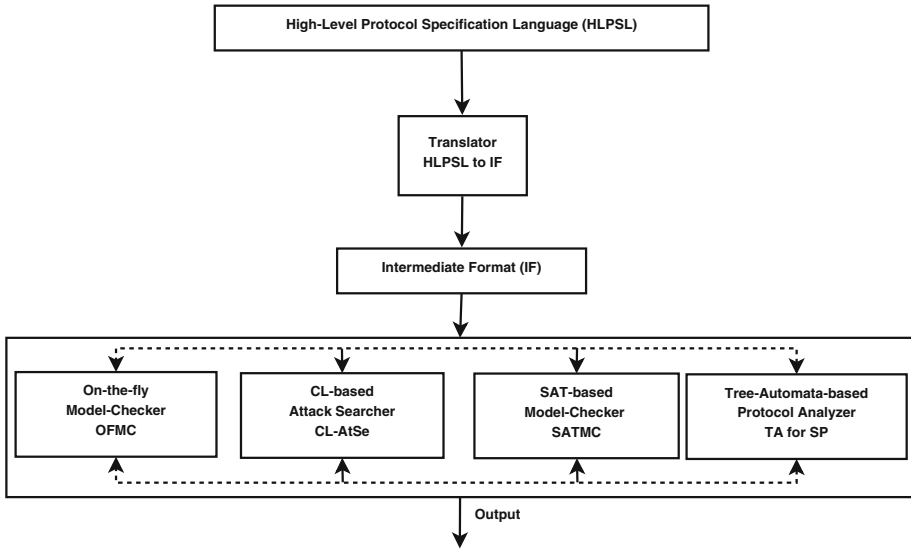 High-Level Protocol Specification Language (HLPSL)
Translator
HLPSL to IF
Intermediate Format (IF)
On-the-fly
Model-Checker
OFMC
CL-based
Attack Searcher
CL-AtSe
SAT-based
Model-Checker
SATMC
Tree-Automata-based
Protocol Analyzer
TA for SP
Output